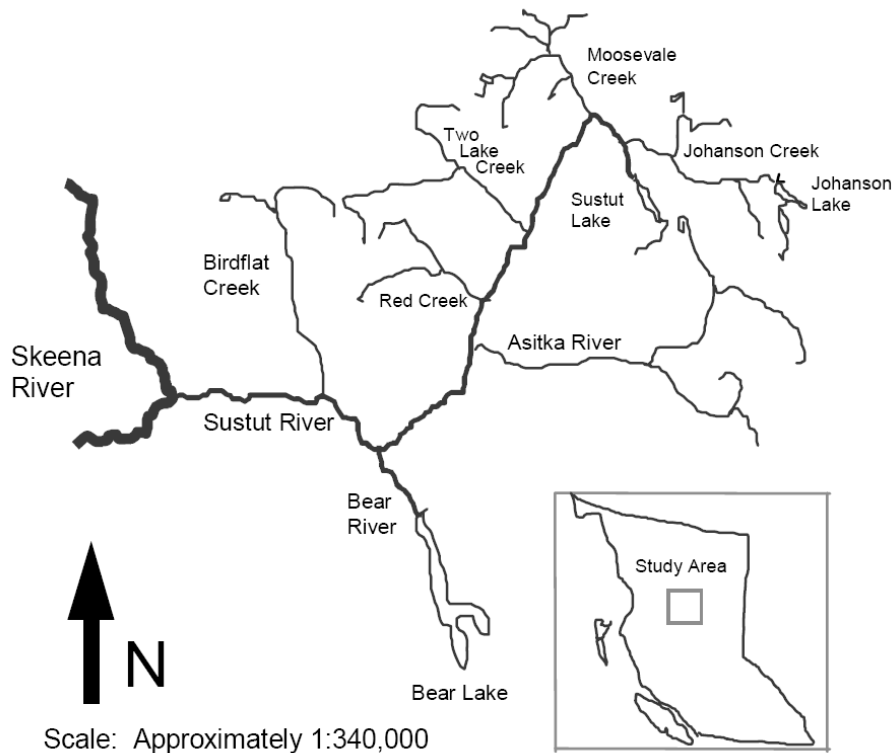 Moosevale
Creek
Two
Lake
Creek
Johanson Creek
Johanson
Lake
Sustut
Lake
Birdflat
Creek
Red Creek
Asitka River
Skeena
River
Sustut River
Bear
River
Study Area
N
Bear Lake
Scale: Approximately 1:340,000